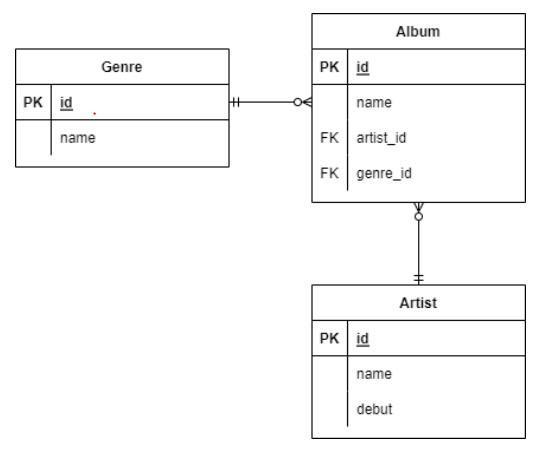 Genre
PK id
name
Album
PK id
name
FK artist_id
FK genre_id
Artist
PK id
name
debut